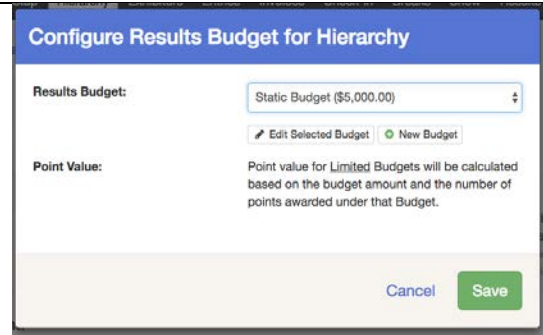 Configure Results Budget for Hierarchy
Results Budget:
Static Budget ($5,000.00)
Edit Selected Budget
New Budget
Point Value:
Point value for Limited Budgets will be calculated
based on the budget amount and the number of
points awarded under that Budget.
Cancel
Save